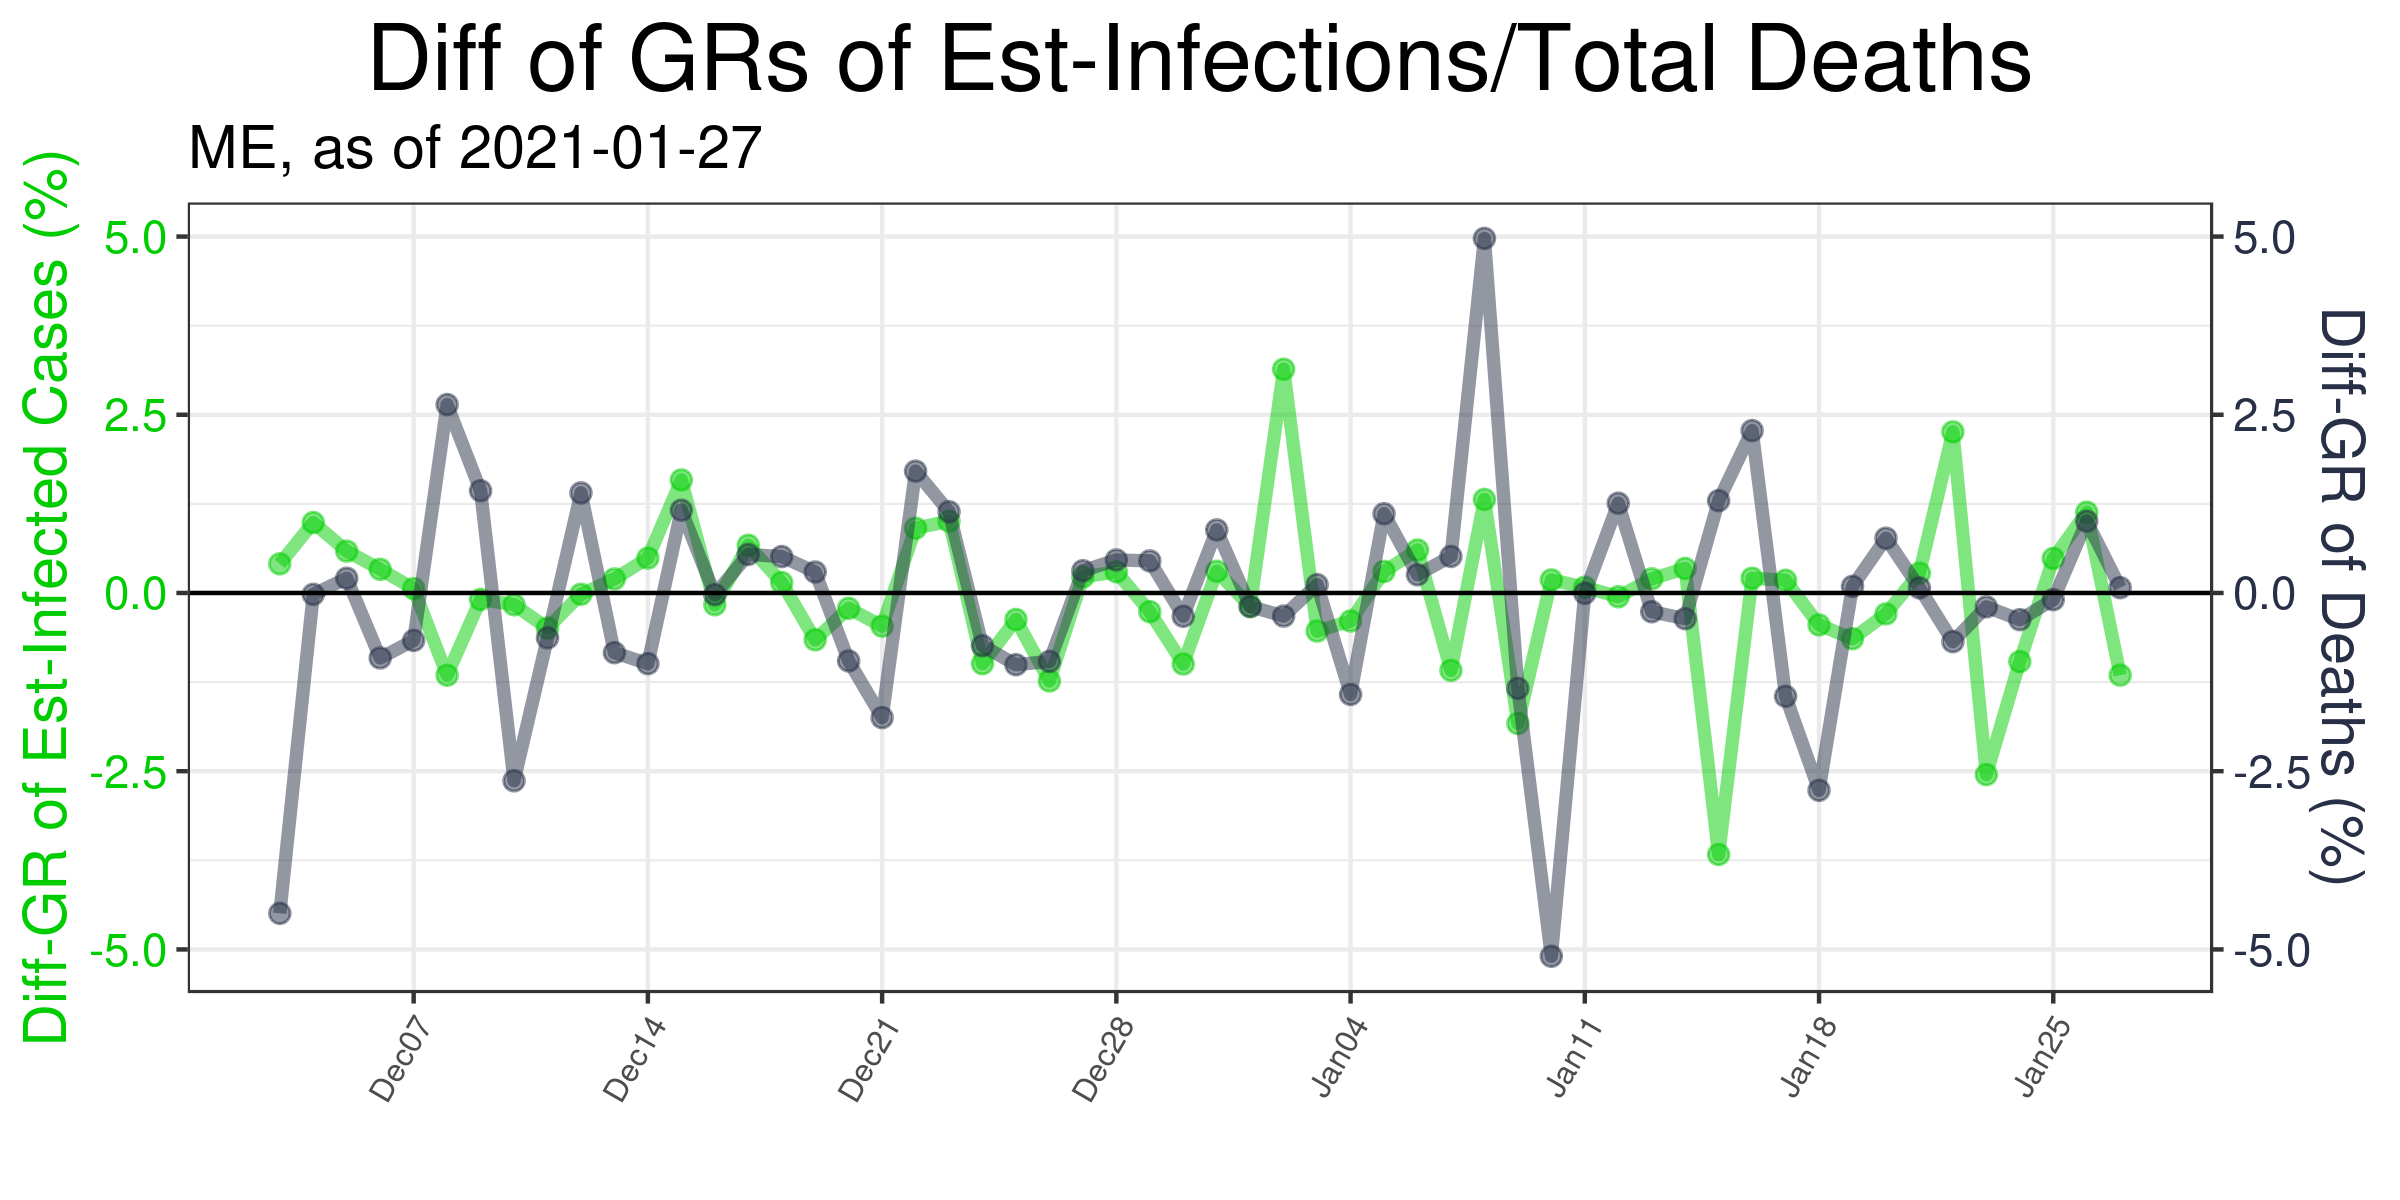 Diff of GRs of Est-Infections/Total Deaths
ME, as of 2021-01-27
Diff-GR of Est-Infected Cases (%)
5.0
2.5
0.0
-2.5
-5.0
5.0
2.5
0.0
-2.5
-5.0
Diff-GR of Deaths (%)
Dec07
Dec14
Dec21
Dec28
Jan04
Jan11
Jan18
Jan25